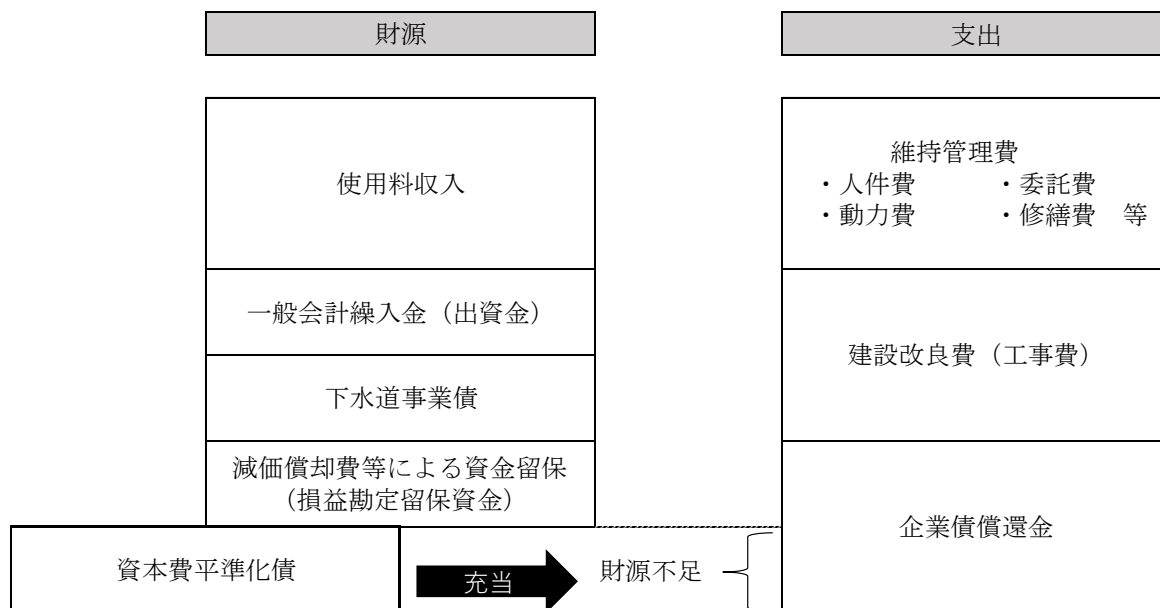 財源
支出
使用料収入
維持管理費
・人件費　　・委託費
・動力費　　・修繕費　等
一般会計繰入金（出資金）
建設改良費（工事費）
下水道事業債
減価償却費等による資金留保
（損益勘定留保資金）
企業債償還金
資本費平準化債
充当
財源不足